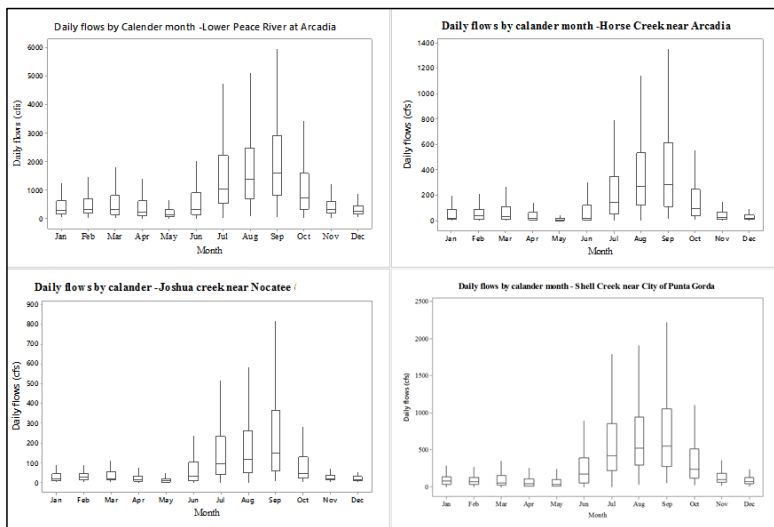 Daily flows by Calender month -Lower Peace River at Arcadia
6000
5000
4000
3000
2000
1000
0
Daily flows (cfs)
Jan Feb Mar Apr May Jun Jul Aug Sep Oct Nov Dec
Month
Daily flows by calander month -Horse Creek near Arcadia
1400
1200
1000
800
600
400
200
0
Daily flows (cfs)
Jan Feb Mar Apr May Jun Jul Aug Sep Oct Nov Dec
Month
Daily flows by calander -Joshua creek near Nocatee
900
800
700
600
500
400
300
200
100
0
Daily flows (cfs)
Jan Feb Mar Apr May Jun Jul Aug Sep Oct Nov Dec
Month
Daily flows by calander month - Shell Creek near City of Punta Gorda
2500
2000
1500
1000
500
0
Daily flows (cfs)
Jan Feb Mar Apr May Jun Jul Aug Sep Oct Nov Dec
Month